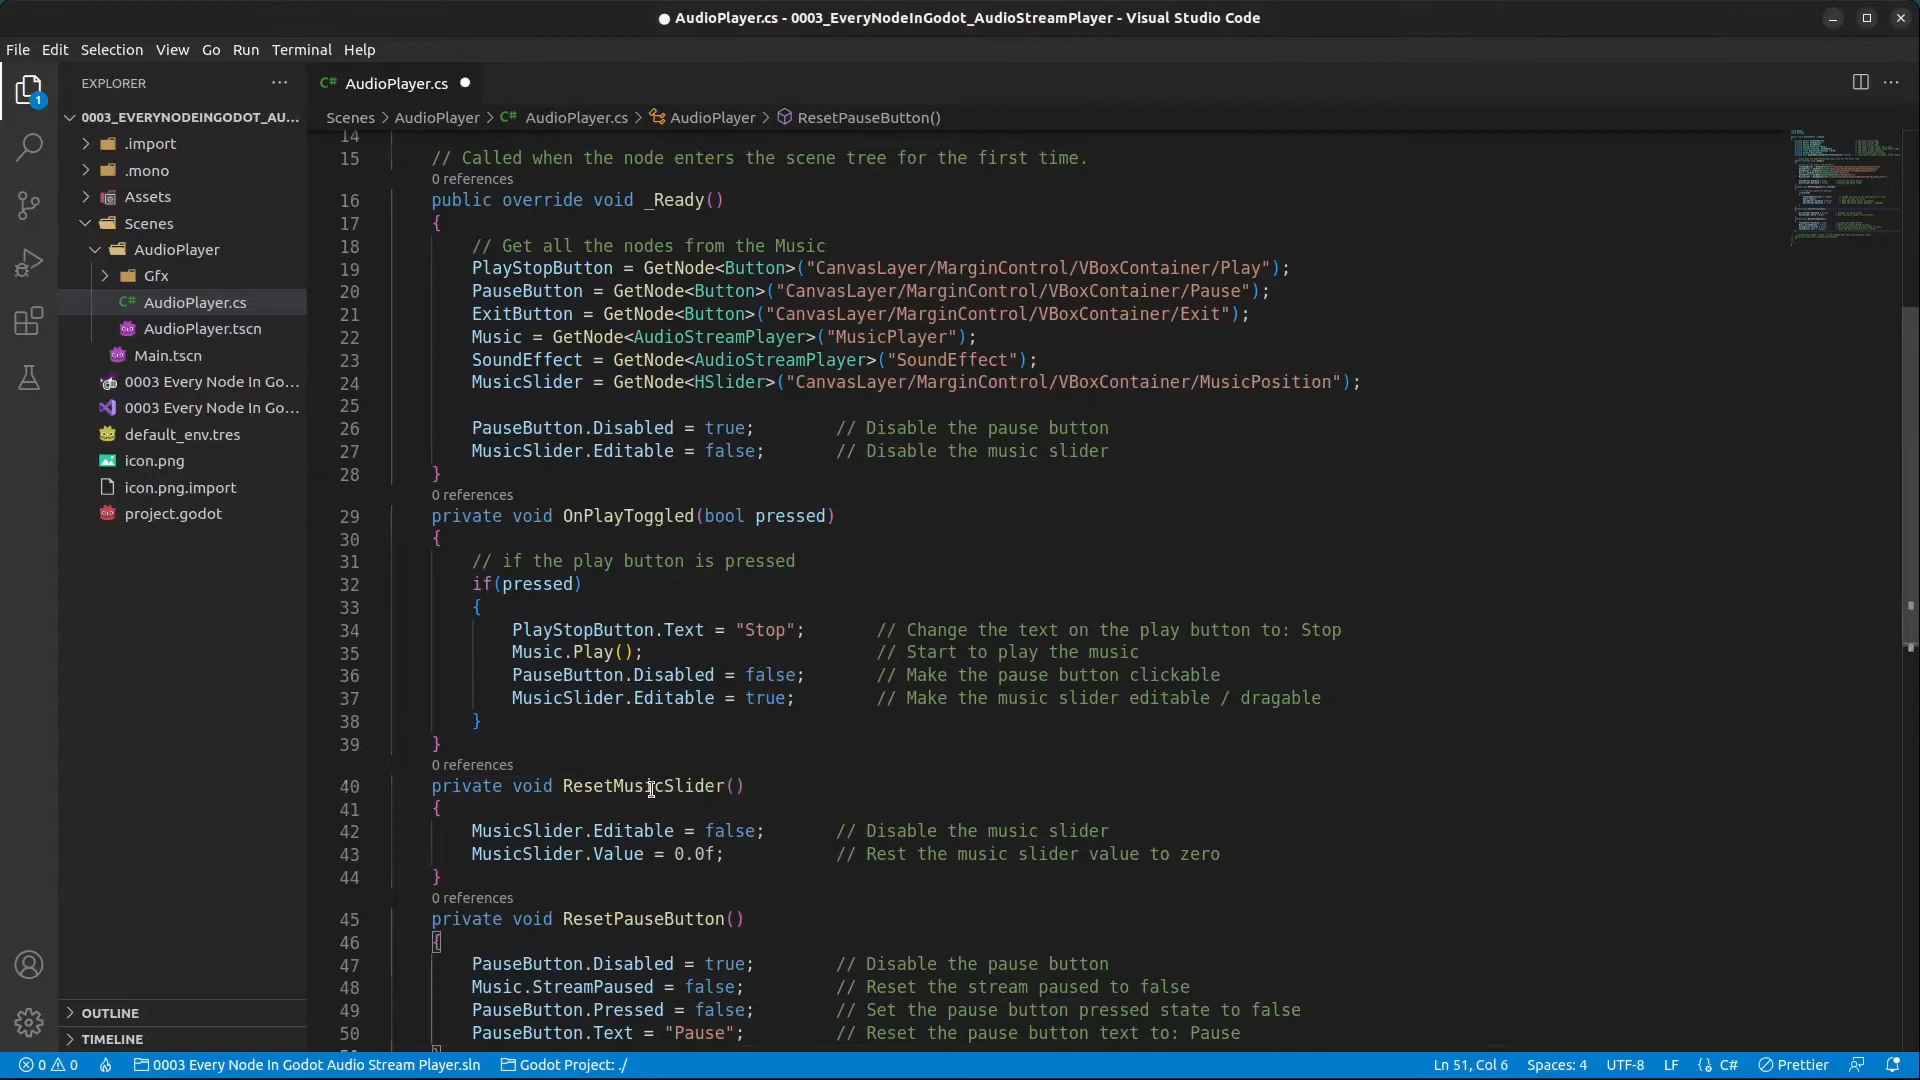 AudioPlayer.cs - 0003_EveryNodeInGodot_AudioStreamPlayer - Visual Studio Code
File Edit Selection View Go Run Terminal Help
EXPLORER
AudioPlayer.cs
0003_EVERYNODEINGODOT_AU...
Scenes > AudioPlayer > AudioPlayer.cs > AudioPlayer > ResetPauseButton()
.import
.mono
Assets
Scenes
AudioPlayer
Gfx
AudioPlayer.cs
AudioPlayer.tscn
Main.tscn
0003 Every Node In Go...
0003 Every Node In Go...
default_env.tres
icon.png
icon.png.import
project.godot
OUTLINE
TIMELINE
1
14
15 // Called when the node enters the scene tree for the first time.
0 references
16 public override void _Ready()
17 {
18 // Get all the nodes from the Music
19 PlayStopButton = GetNode<Button>("CanvasLayer/MarginControl/VBoxContainer/Play");
20 PauseButton = GetNode<Button>("CanvasLayer/MarginControl/VBoxContainer/Pause");
21 ExitButton = GetNode<Button>("CanvasLayer/MarginControl/VBoxContainer/Exit");
22 Music = GetNode<AudioStreamPlayer>("MusicPlayer");
23 SoundEffect = GetNode<AudioStreamPlayer>("SoundEffect");
24 MusicSlider = GetNode<HSlider>("CanvasLayer/MarginControl/VBoxContainer/MusicPosition");
25
26 PauseButton.Disabled = true; // Disable the pause button
27 MusicSlider.Editable = false; // Disable the music slider
28 }
0 references
29 private void OnPlayToggled(bool pressed)
30 {
31 // if the play button is pressed
32 if(pressed)
33 {
34 PlayStopButton.Text = "Stop"; // Change the text on the play button to: Stop
35 Music.Play(); // Start to play the music
36 PauseButton.Disabled = false; // Make the pause button clickable
37 MusicSlider.Editable = true; // Make the music slider editable / dragable
38 }
39 }
0 references
40 private void ResetMusicSlider()
41 {
42 MusicSlider.Editable = false; // Disable the music slider
43 MusicSlider.Value = 0.0f; // Rest the music slider value to zero
44 }
0 references
45 private void ResetPauseButton()
46 {
47 PauseButton.Disabled = true; // Disable the pause button
48 Music.StreamPaused = false; // Reset the stream paused to false
49 PauseButton.Pressed = false; // Set the pause button pressed state to false
50 PauseButton.Text = "Pause"; // Reset the pause button text to: Pause
0 0 0003 Every Node In Godot Audio Stream Player.sln Godot Project: ./ Ln 51, Col 6 Spaces: 4 UTF-8 LF {} C# Prettier